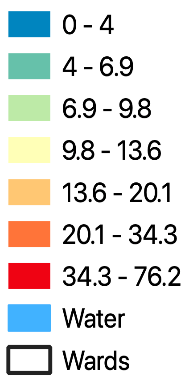 0 - 4
4 - 6.9
6.9 - 9.8
9.8 - 13.6
13.6 - 20.1
20.1 - 34.3
34.3 - 76.2
Water
Wards